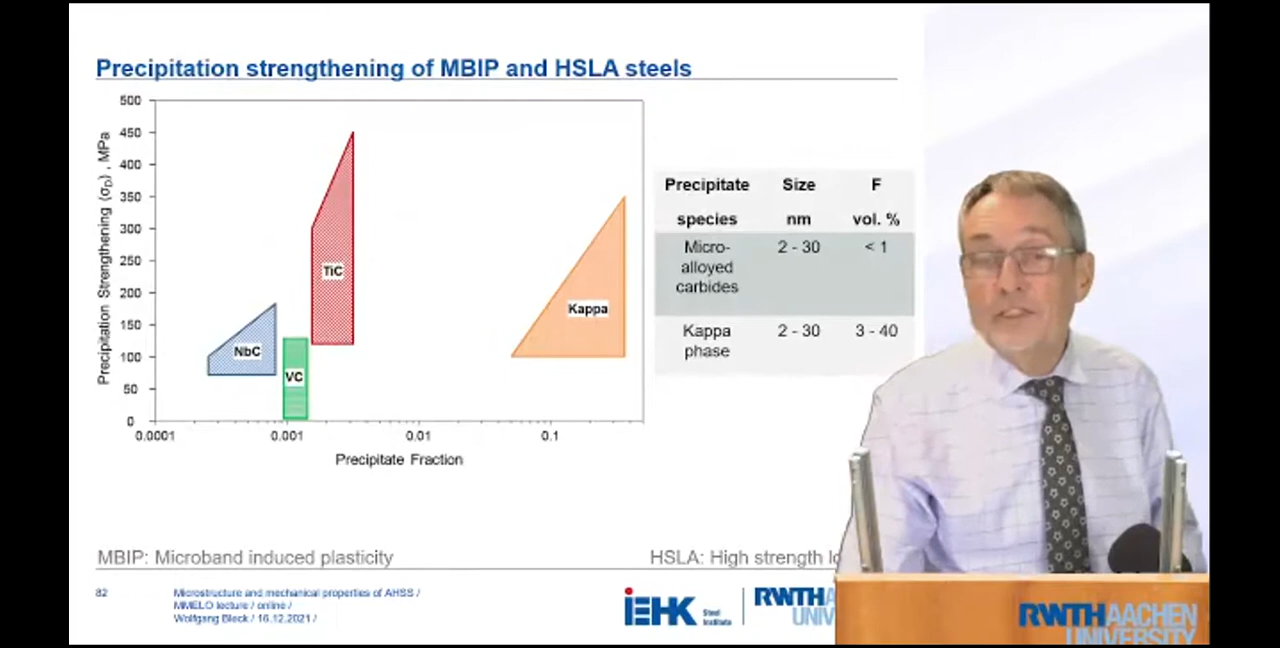 Precipitation strengthening of MBIP and HSLA steels
500
450
400
350
300
250
200
150
100
50
0
Precipitation Strengthening (σD) , MPa
TiC
Kappa
NbC
VC
0.0001
0.001
0.01
0.1
Precipitate Fraction
Precipitate Size F
species nm vol. %
Micro- 2 - 30 < 1
alloyed
carbides
Kappa 2 - 30 3 - 40
phase
MBIP: Microband induced plasticity
HSLA: High strength
82
Microstructure and mechanical properties of AHSS /
MMELO lecture / online /
Wolfgang Bleck / 16.12.2021 /
IEHK
Steel
Institute
RWTH
UNIV
RWTHAACHEN
UNIVERSITY